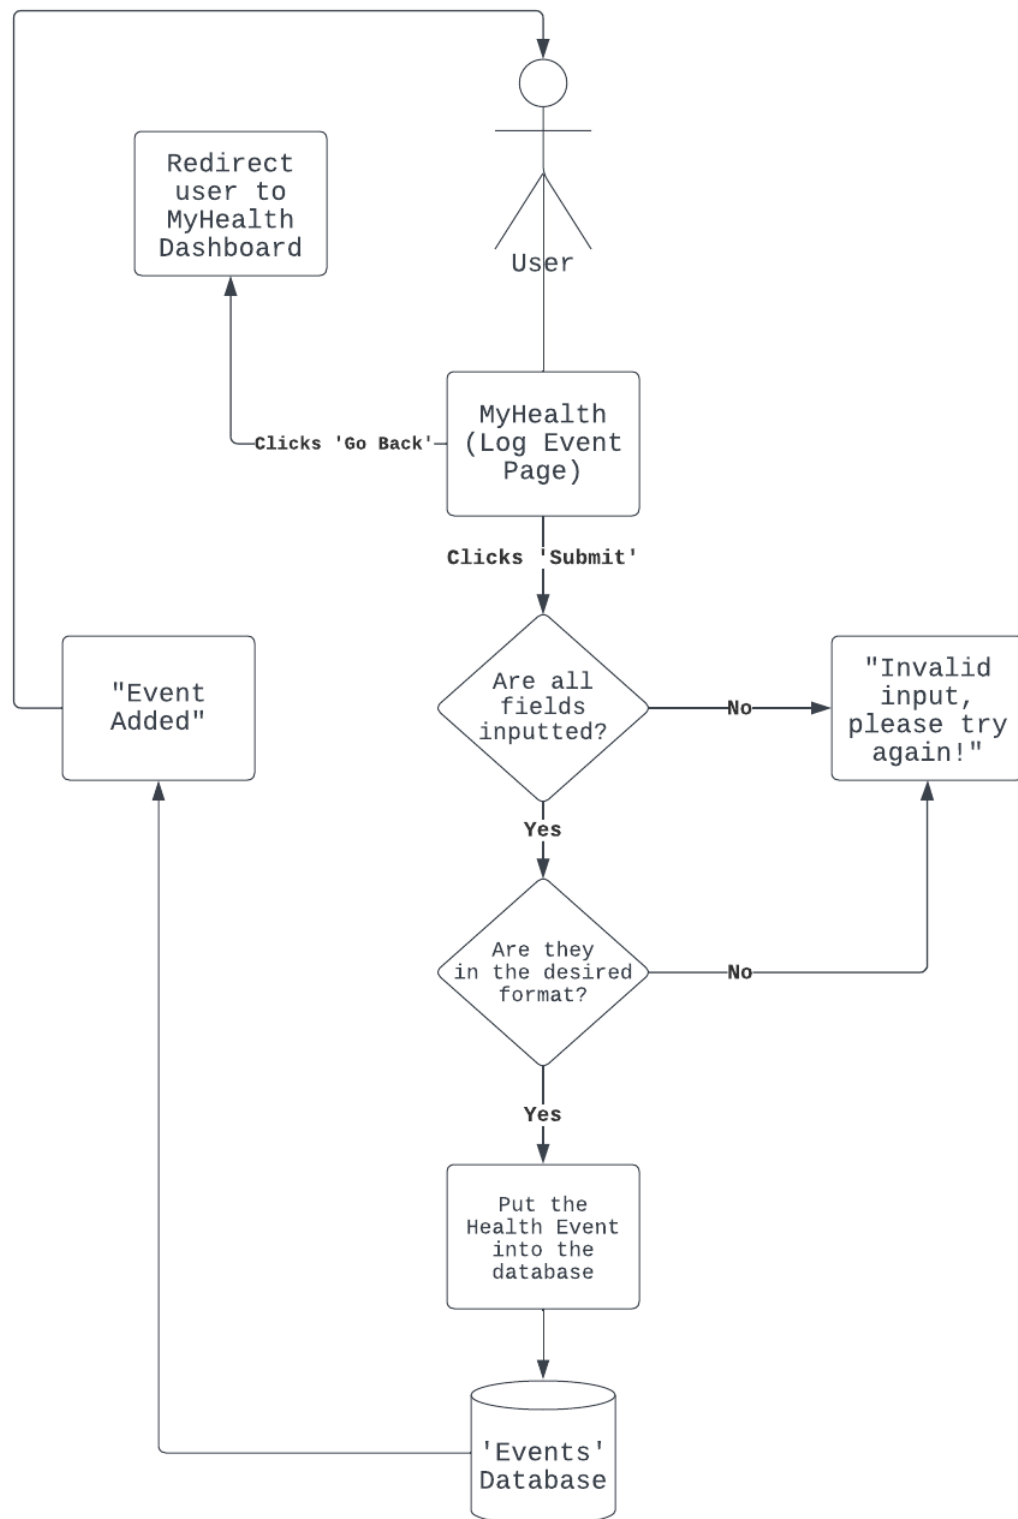 Redirect
user to
MyHealth
Dashboard
User
MyHealth
(Log Event
Page)
Clicks 'Go Back'
Clicks 'Submit'
"Event
Added"
Are all
fields
inputted?
No
"Invalid
input,
please try
again!"
Yes
Are they
in the desired
format?
No
Yes
Put the
Health Event
into the
database
'Events'
Database